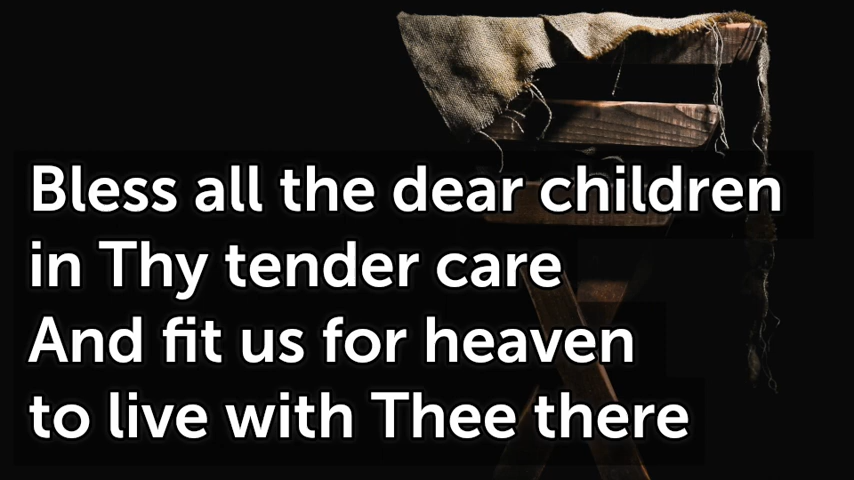 Bless all the dear children
in Thy tender care
And fit us for heaven
to live with Thee there